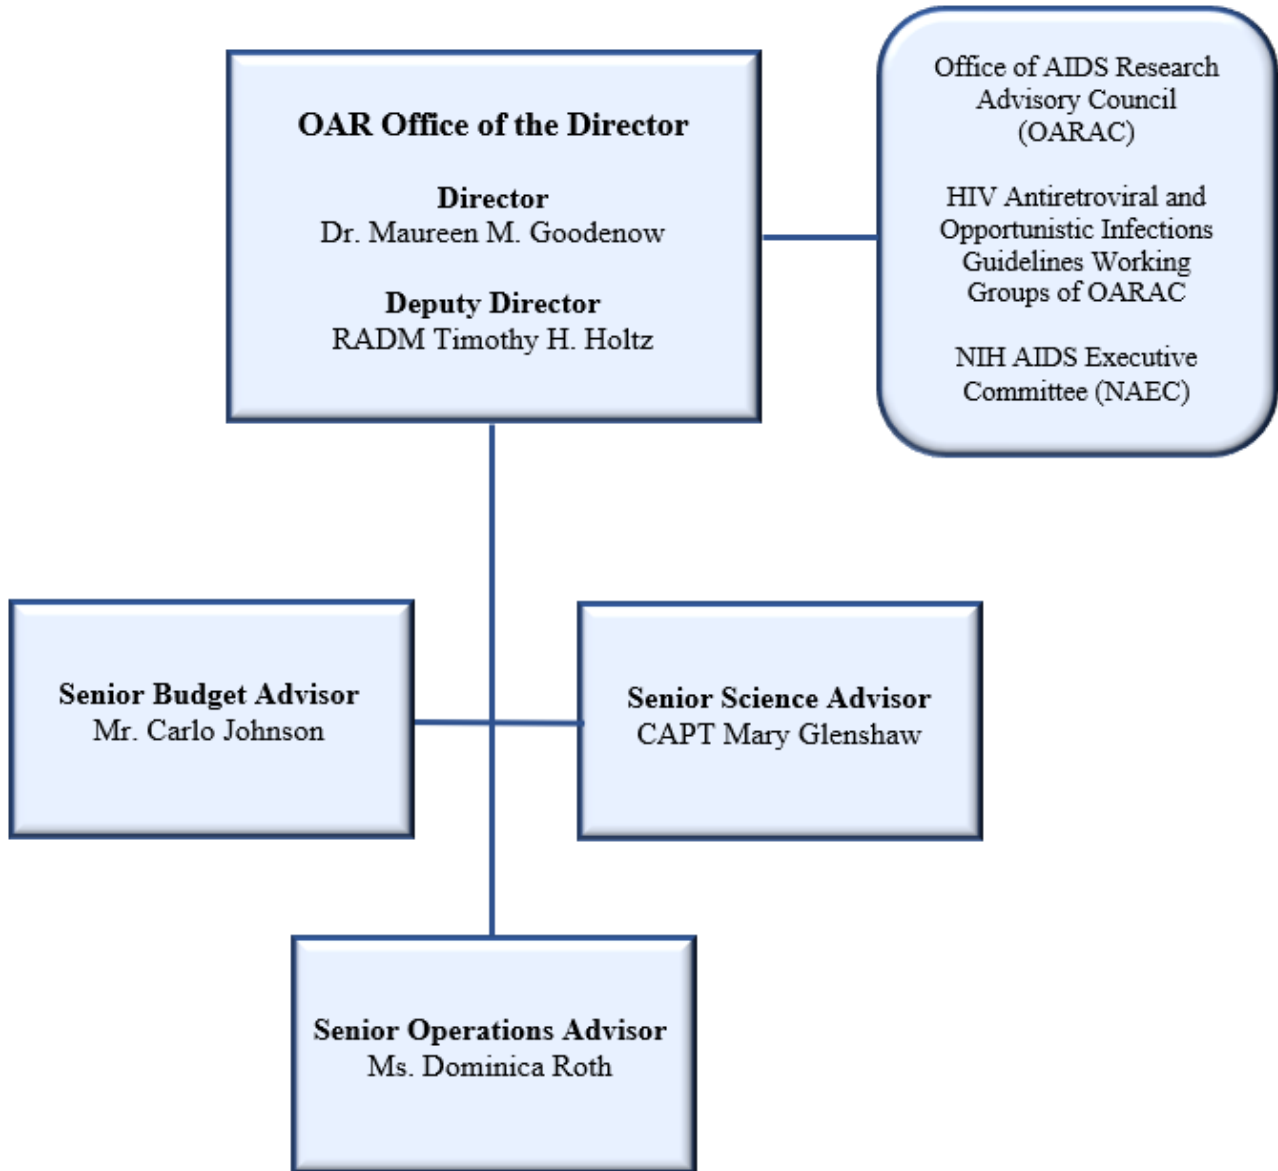 OAR Office of the Director
Director
Dr. Maureen M. Goodenow
Deputy Director
RADM Timothy H. Holtz
Office of AIDS Research
Advisory Council
(OARAC)
HIV Antiretroviral and
Opportunistic Infections
Guidelines Working
Groups of OARAC
NIH AIDS Executive
Committee (NAEC)
Senior Budget Advisor
Mr. Carlo Johnson
Senior Science Advisor
CAPT Mary Glenshaw
Senior Operations Advisor
Ms. Dominica Roth